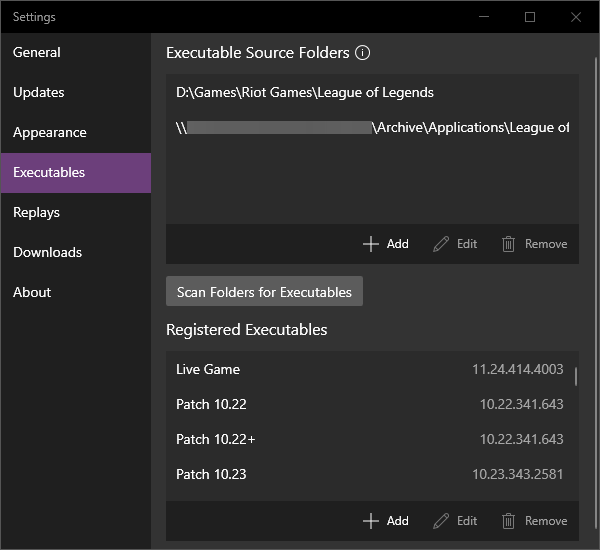 Settings
General
Updates
Appearance
Executables
Replays
Downloads
About
Executable Source Folders
D:\Games\Riot Games\League of Legends
\\ \Archive\Applications\League of
Add Edit Remove
Scan Folders for Executables
Registered Executables
Live Game 11.24.414.4003
Patch 10.22 10.22.341.643
Patch 10.22+ 10.22.341.643
Patch 10.23 10.23.343.2581
Add Edit Remove